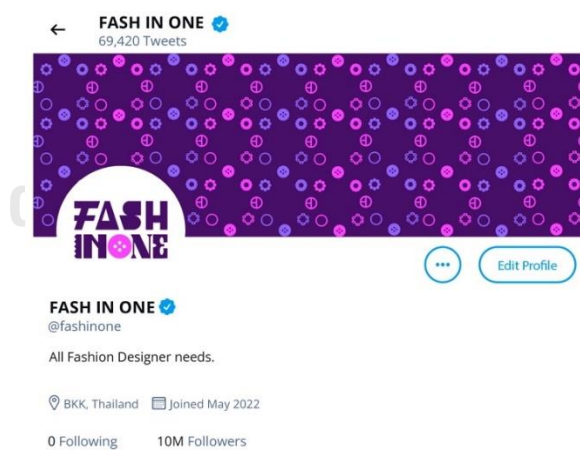 FASH IN ONE
69,420 Tweets
FASH
INONE
Edit Profile
FASH IN ONE
@fashinone
All Fashion Designer needs.
BKK, Thailand Joined May 2022
0 Following 10M Followers